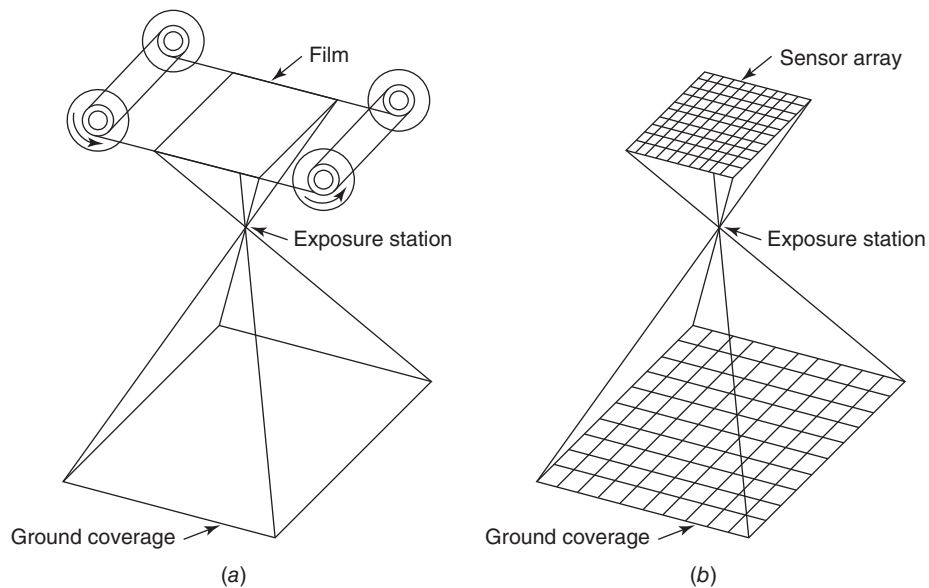 Film
Exposure station
Ground coverage
(a)
Sensor array
Exposure station
Ground coverage
(b)